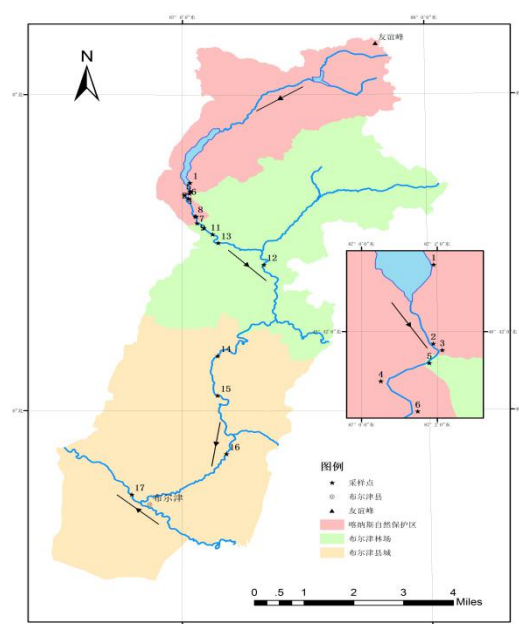 友谊峰
N
1
6
8
7
9 11
13
12
14
15
16
17
布尔津
1
2
3
5
4
6
图例
采样点
布尔津县
友谊峰
喀纳斯自然保护区
布尔津林场
布尔津县城
0 .5 1 2 3 4
Miles